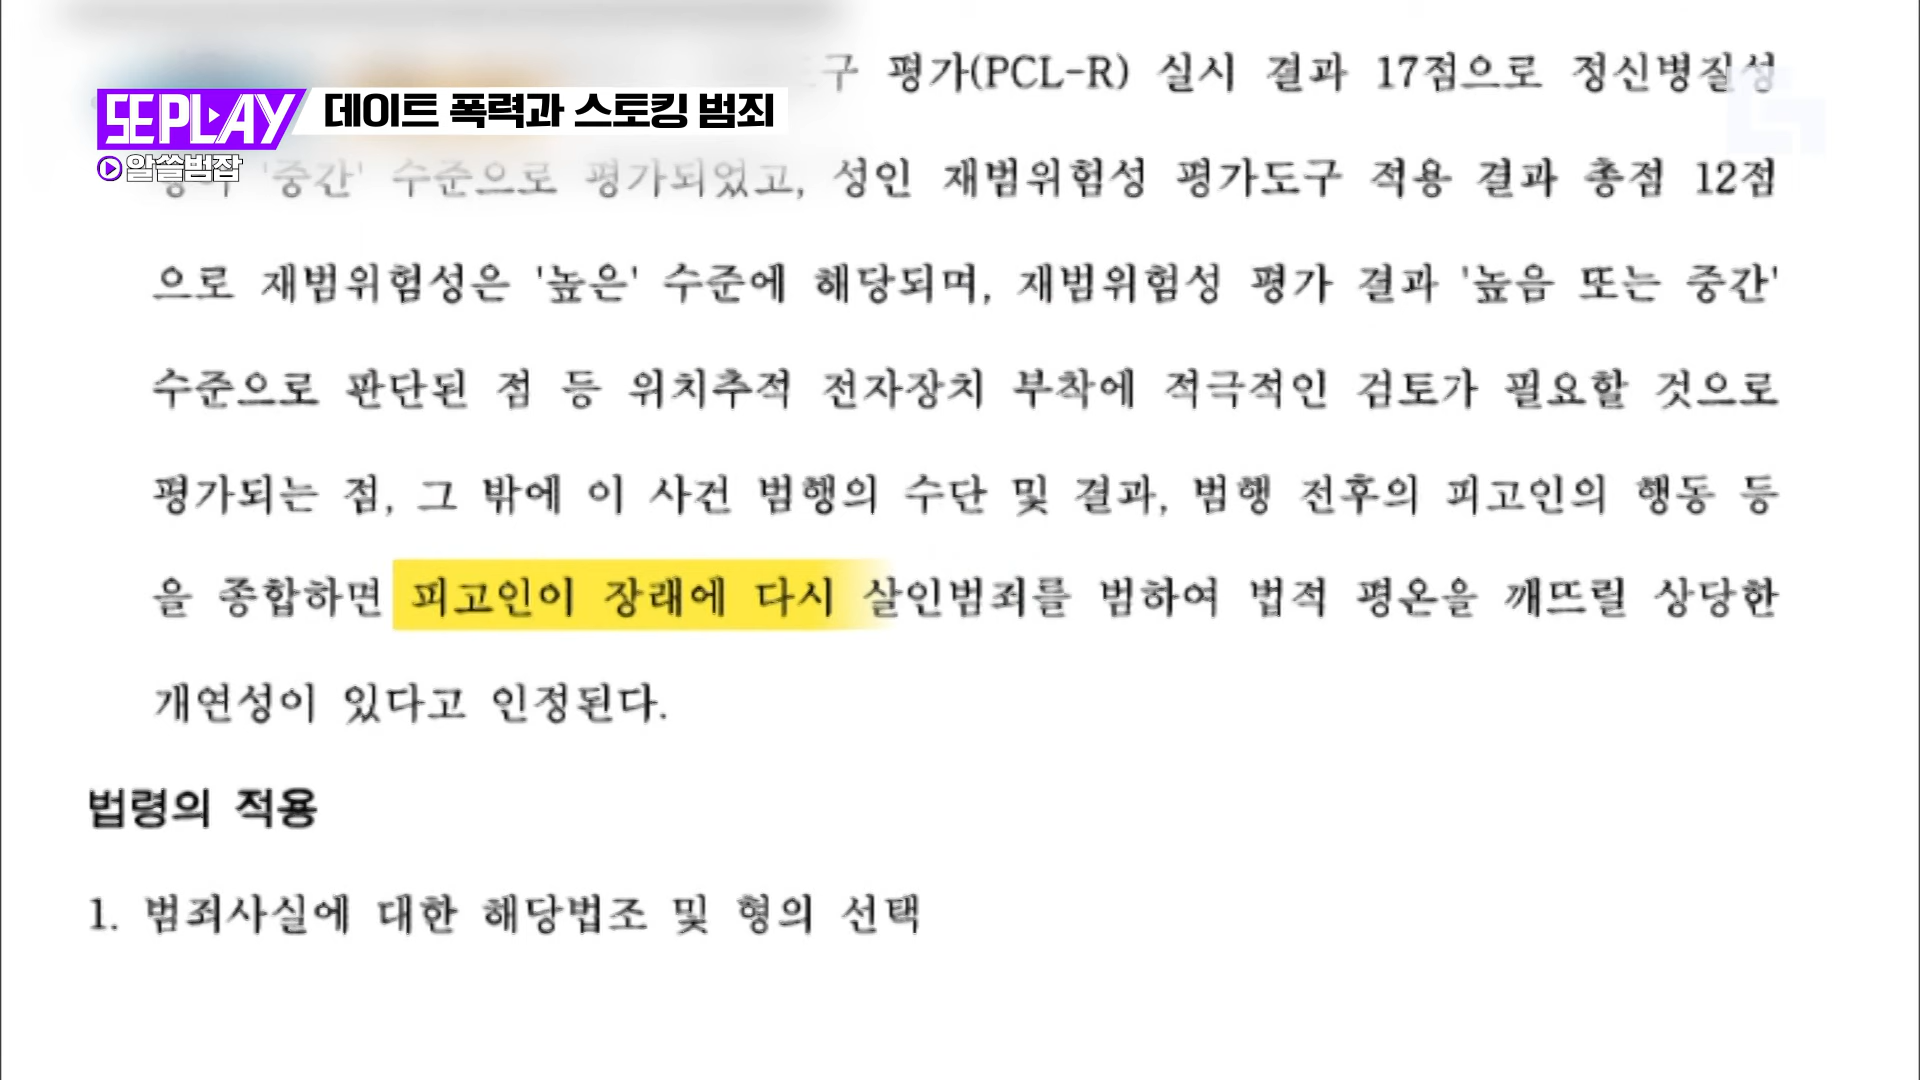 구 평가(PCL-R) 실시 결과 17점으로 정신병질성
SEPLAY 데이트 폭력과 스토킹 범죄
알쓸범잡
'중간' 수준으로 평가되었고, 성인 재범위험성 평가도구 적용 결과 총점 12점
으로 재범위험성은 '높은' 수준에 해당되며, 재범위험성 평가 결과 '높음 또는 중간'
수준으로 판단된 점 등 위치추적 전자장치 부착에 적극적인 검토가 필요할 것으로
평가되는 점, 그 밖에 이 사건 범행의 수단 및 결과, 범행 전후의 피고인의 행동 등
을 종합하면 피고인이 장래에 다시 살인범죄를 범하여 법적 평온을 깨뜨릴 상당한
개연성이 있다고 인정된다.
법령의 적용
1. 범죄사실에 대한 해당법조 및 형의 선택